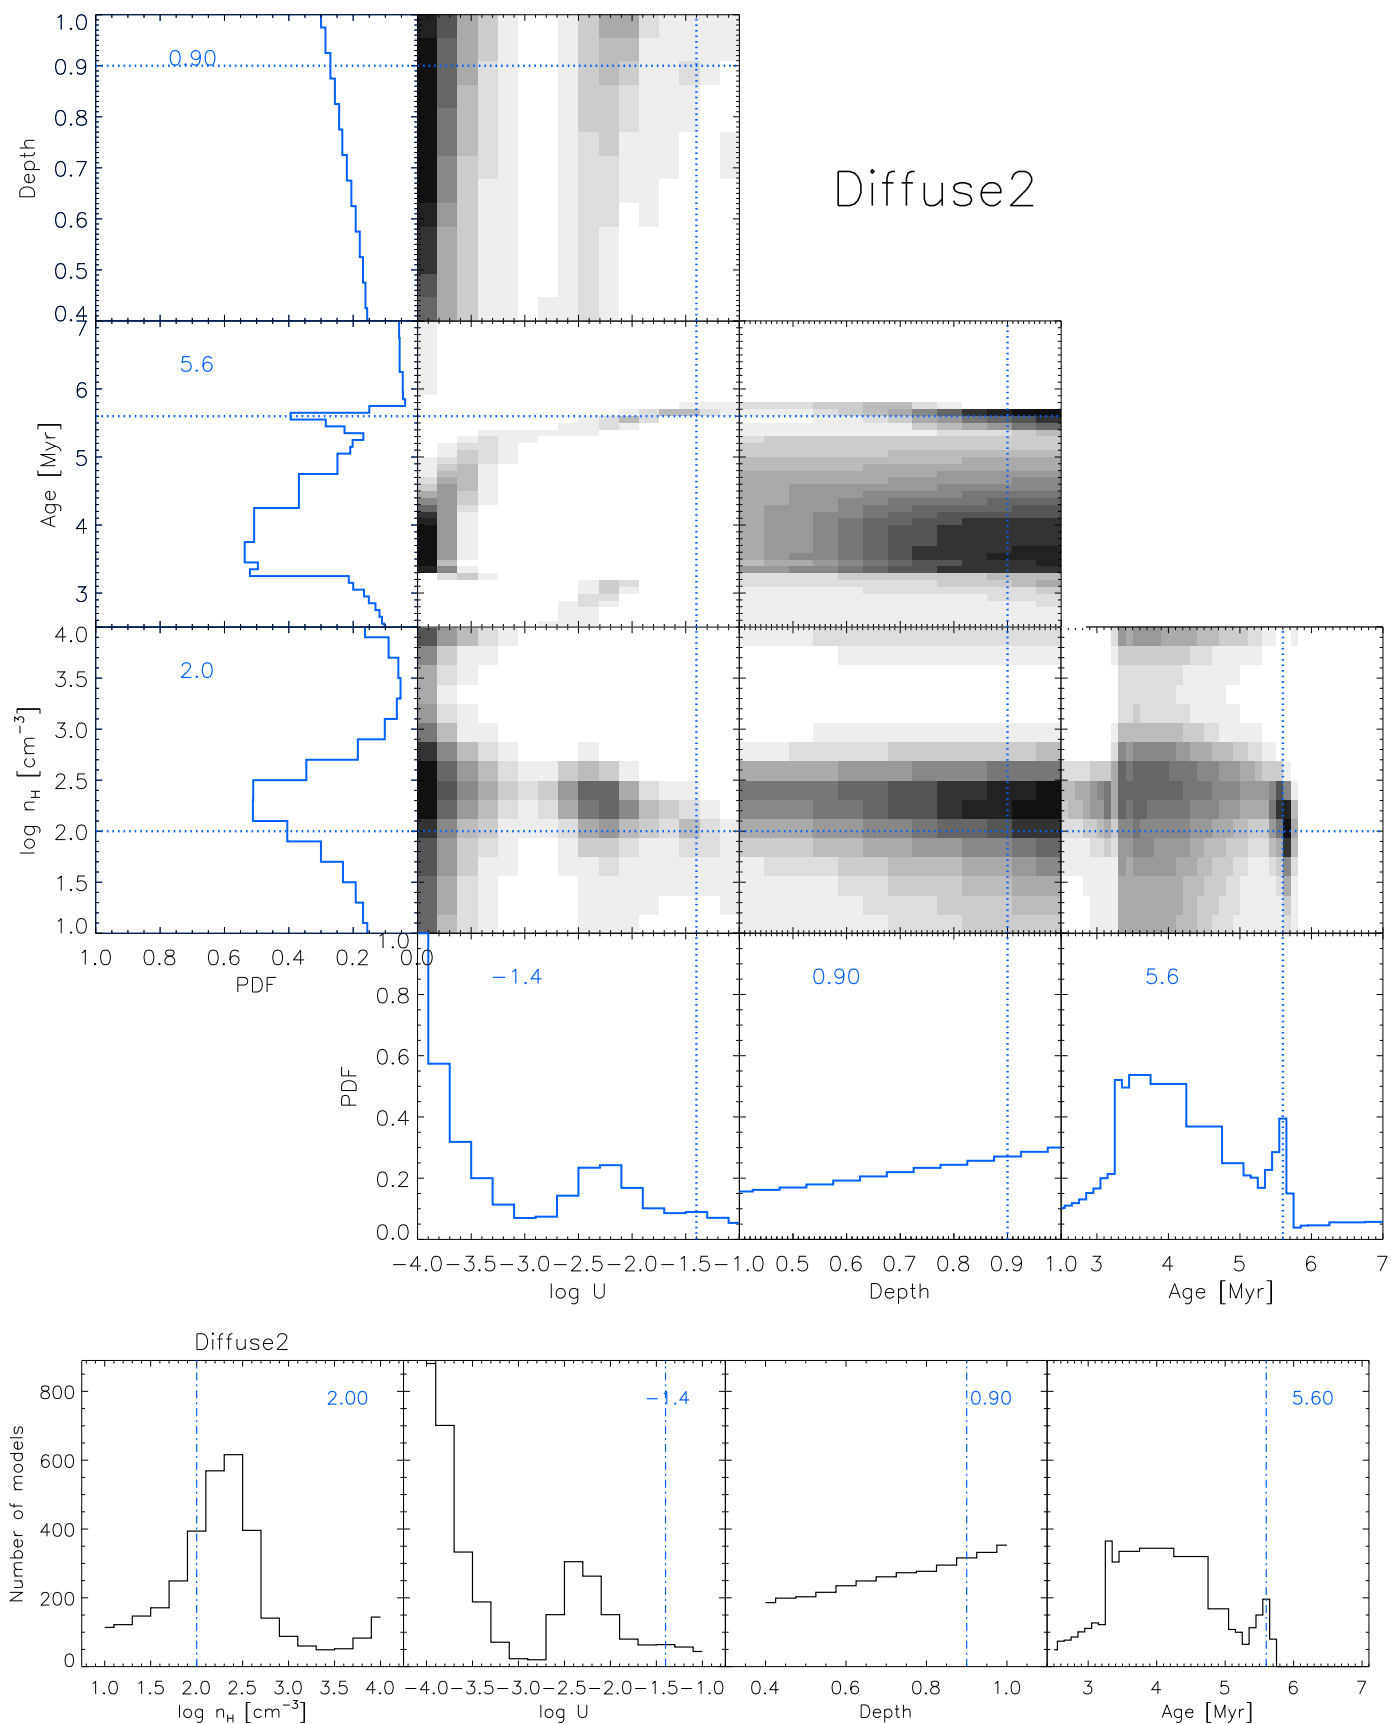 Diffuse2
1.0
0.90
0.9
0.8
0.7
0.6
0.5
0.4
Depth
7
5.6
6
5
4
3
Age [Myr]
4.0
2.0
3.5
3.0
2.5
2.0
1.5
1.0
log nH [cm−3]
1.0 0.8 0.6 0.4 0.2 0.0
PDF
1.0
−1.4 0.90 5.6
0.8
0.6
0.4
0.2
0.0
PDF
−4.0 −3.5 −3.0 −2.5 −2.0 −1.5 −1.0 0.5 0.6 0.7 0.8 0.9 1.0 3 4 5 6 7
log U Depth Age [Myr]
Diffuse2
800
2.00 −1.4 0.90 5.60
600
400
200
0
Number of models
1.0 1.5 2.0 2.5 3.0 3.5 4.0 −4.0 −3.5 −3.0 −2.5 −2.0 −1.5 −1.0 0.4 0.6 0.8 1.0 3 4 5 6 7
log nH [cm−3] log U Depth Age [Myr]